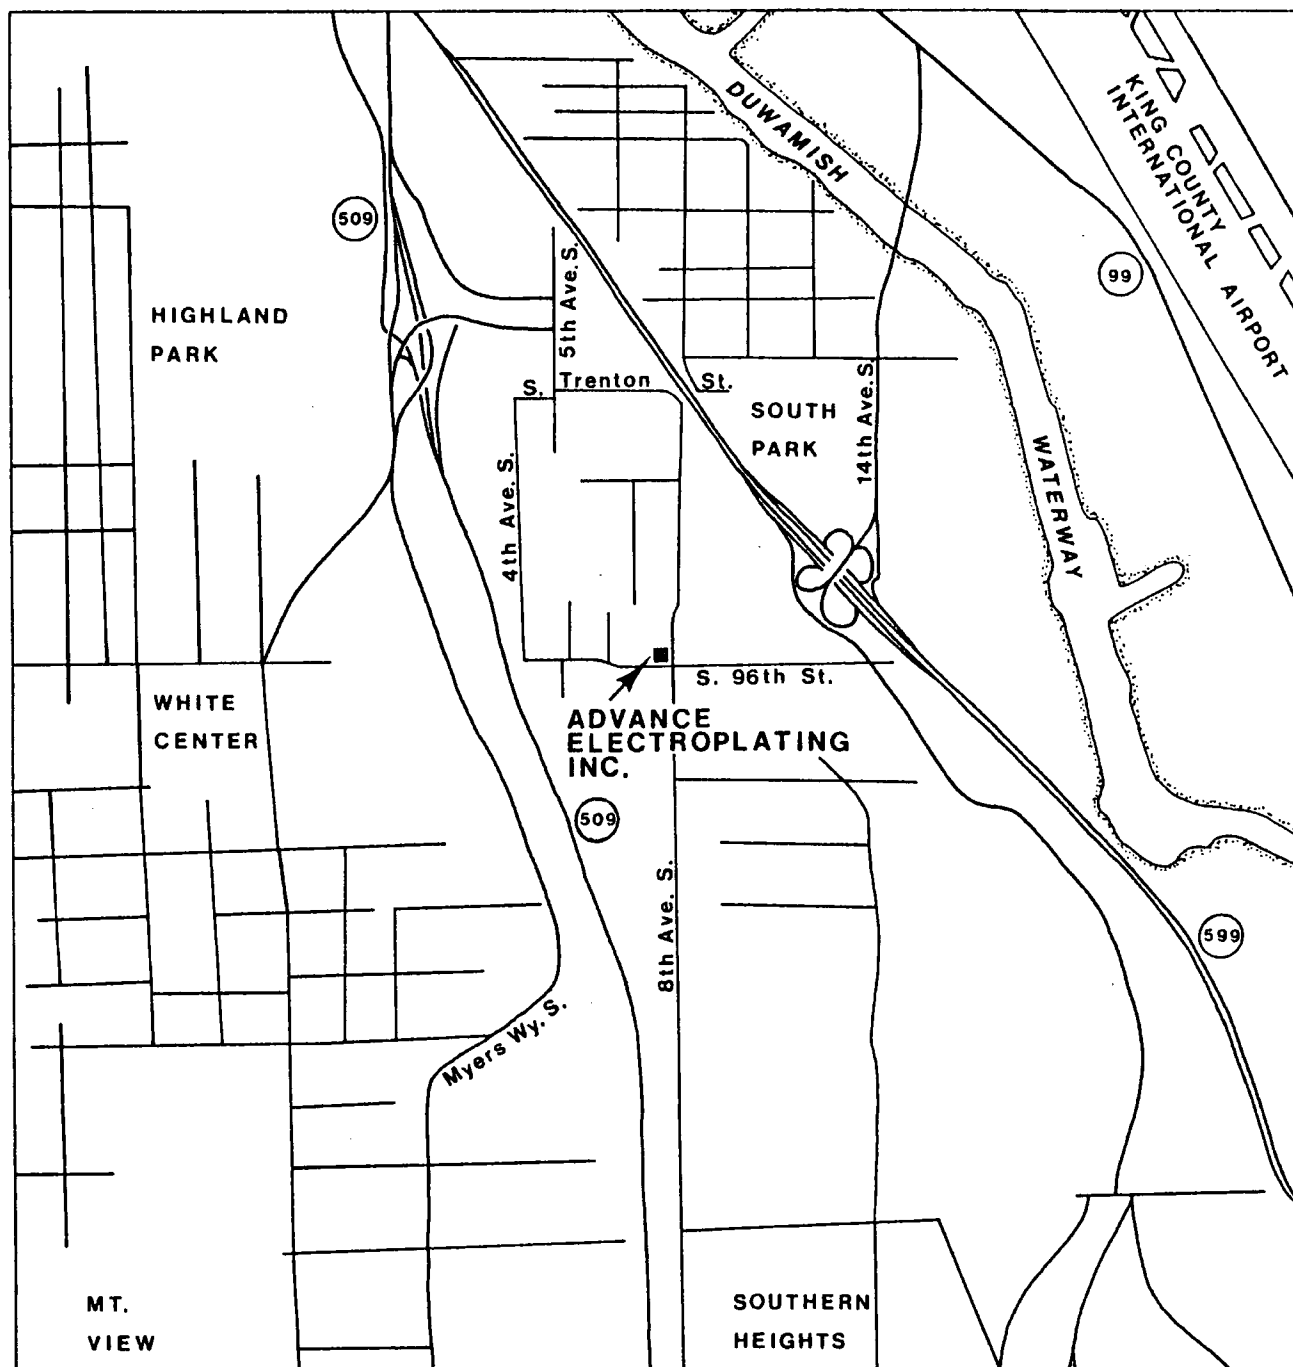 DUWAMISH
KING COUNTY
INTERNATIONAL AIRPORT
509
99
5th Ave. S.
HIGHLAND
PARK
S. Trenton St.
SOUTH
PARK
14th Ave. S.
WATERWAY
4th Ave. S.
S. 96th St.
WHITE
CENTER
ADVANCE
ELECTROPLATING
INC.
509
8th Ave. S.
599
Myers Wy. S.
MT.
VIEW
SOUTHERN
HEIGHTS